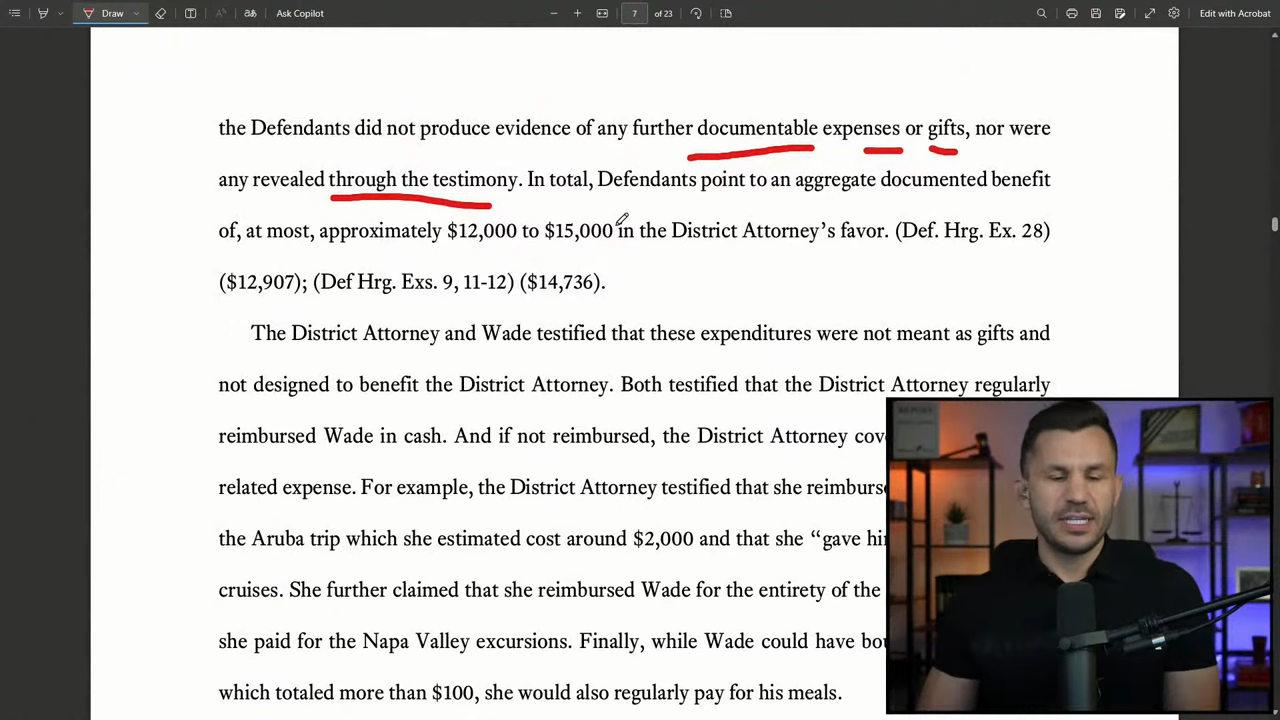 Draw
Ask Copilot
7 of 23
Edit with Acrobat
the Defendants did not produce evidence of any further documentable expenses or gifts, nor were
any revealed through the testimony. In total, Defendants point to an aggregate documented benefit
of, at most, approximately $12,000 to $15,000 in the District Attorney’s favor. (Def. Hrg. Ex. 28)
($12,907); (Def Hrg. Exs. 9, 11-12) ($14,736).
The District Attorney and Wade testified that these expenditures were not meant as gifts and
not designed to benefit the District Attorney. Both testified that the District Attorney regularly
reimbursed Wade in cash. And if not reimbursed, the District Attorney
related expense. For example, the District Attorney testified that she
the Aruba trip which she estimated cost around $2,000 and that she “gave
cruises. She further claimed that she reimbursed Wade for the entirety of the
she paid for the Napa Valley excursions. Finally, while Wade could have
which totaled more than $100, she would also regularly pay for his meals.